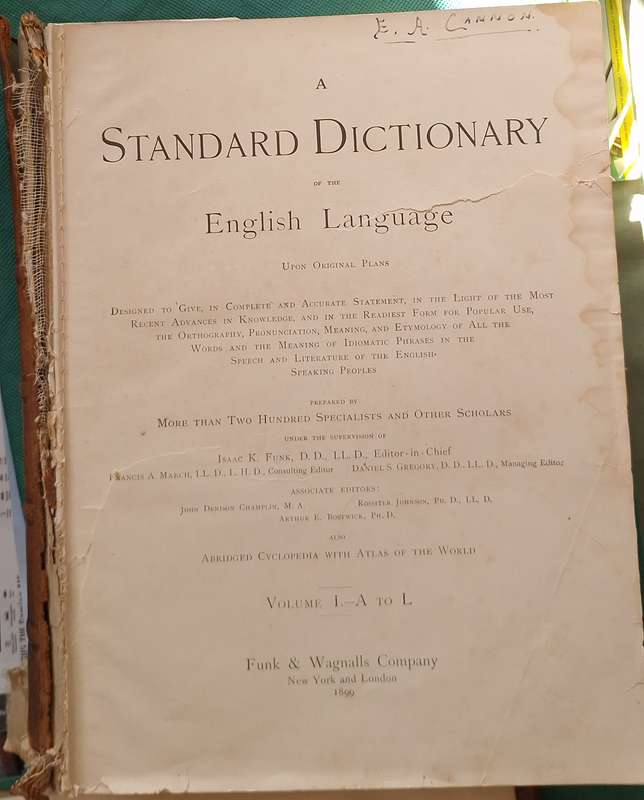 E. A. CANNON.
A
STANDARD DICTIONARY
OF THE
English Language
UPON ORIGINAL PLANS
DESIGNED TO GIVE, IN COMPLETE AND ACCURATE STATEMENT, IN THE LIGHT OF THE MOST
RECENT ADVANCES IN KNOWLEDGE, AND IN THE READIEST FORM FOR POPULAR USE,
THE ORTHOGRAPHY, PRONUNCIATION, MEANING, AND ETYMOLOGY OF ALL THE
WORDS AND THE MEANING OF IDIOMATIC PHRASES IN THE
SPEECH AND LITERATURE OF THE ENGLISH-
SPEAKING PEOPLES
PREPARED BY
MORE THAN TWO HUNDRED SPECIALISTS AND OTHER SCHOLARS
UNDER THE SUPERVISION OF
ISAAC K. FUNK, D. D., LL. D., Editor-in-Chief
FRANCIS A. MARCH, LL. D., L. H. D., Consulting Editor DANIEL S. GREGORY, D. D., LL. D., Managing Editor
ASSOCIATE EDITORS:
JOHN DENISON CHAMPLIN, M. A. ROSSITER JOHNSON, PH. D., LL. D.
ARTHUR E. BOSTWICK, PH. D.
ALSO
ABRIDGED CYCLOPEDIA WITH ATLAS OF THE WORLD
VOLUME I.—A TO L
Funk & Wagnalls Company
New York and London
1899